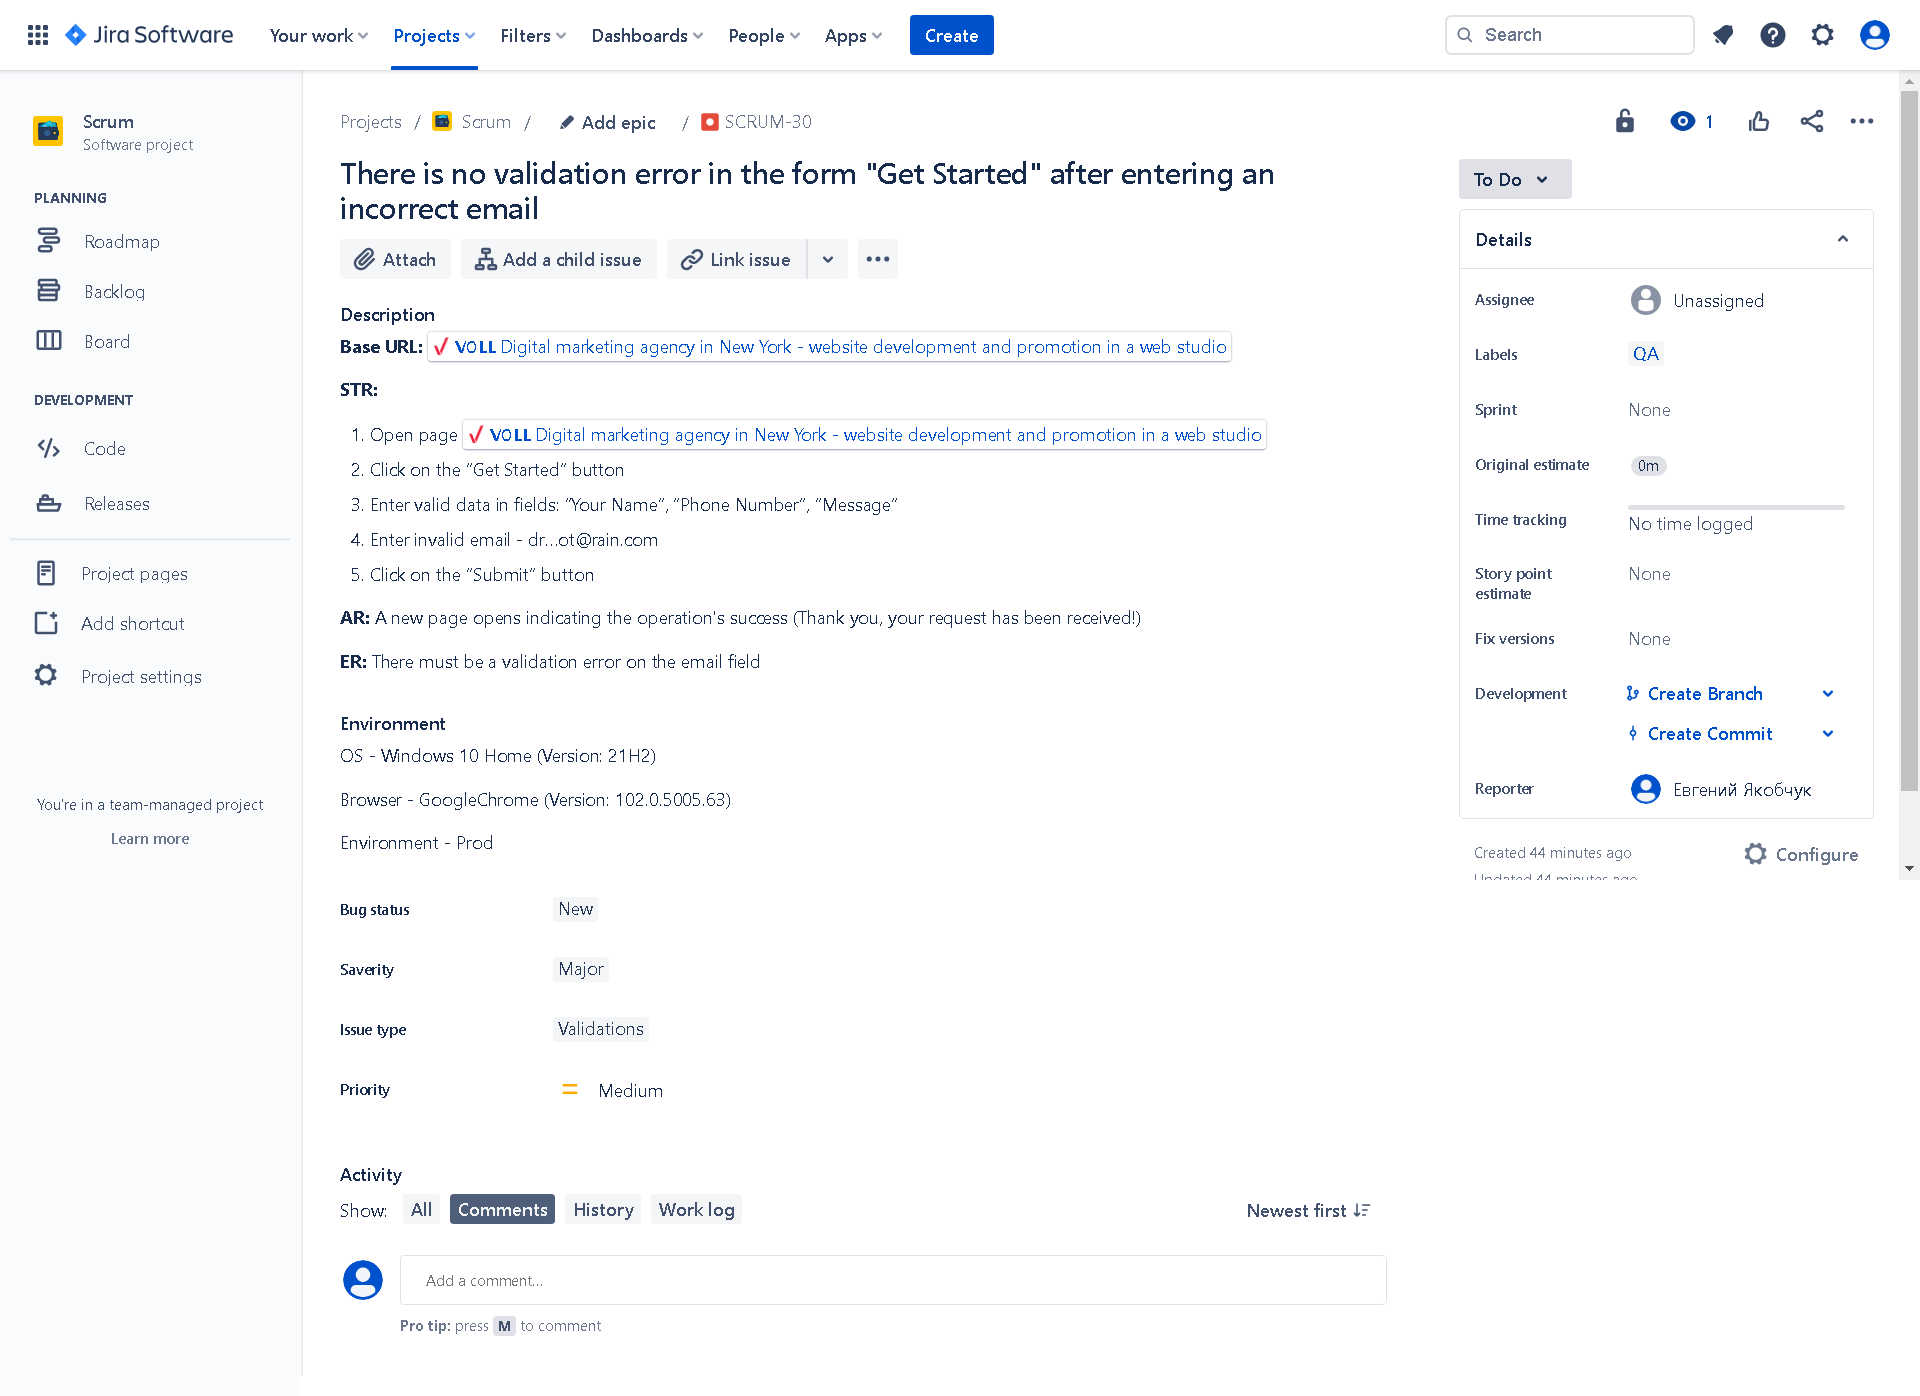 Jira Software Your work Projects Filters Dashboards People Apps Create Search
Scrum
Software project
PLANNING
Roadmap
Backlog
Board
DEVELOPMENT
Code
Releases
Project pages
Add shortcut
Project settings
You're in a team-managed project
Learn more
Projects / Scrum / Add epic / SCRUM-30
1
There is no validation error in the form "Get Started" after entering an
incorrect email
Attach Add a child issue Link issue
Description
Base URL: VOLL Digital marketing agency in New York - website development and promotion in a web studio
STR:
1. Open page VOLL Digital marketing agency in New York - website development and promotion in a web studio
2. Click on the “Get Started” button
3. Enter valid data in fields: “Your Name”, “Phone Number”, “Message”
4. Enter invalid email - dr...ot@rain.com
5. Click on the “Submit” button
AR: A new page opens indicating the operation's success (Thank you, your request has been received!)
ER: There must be a validation error on the email field
Environment
OS - Windows 10 Home (Version: 21H2)
Browser - GoogleChrome (Version: 102.0.5005.63)
Environment - Prod
Bug status New
Saverity Major
Issue type Validations
Priority Medium
Activity
Show: All Comments History Work log Newest first
Add a comment...
Pro tip: press M to comment
To Do
Details
Assignee Unassigned
Labels QA
Sprint None
Original estimate 0m
Time tracking No time logged
Story point
estimate
None
Fix versions None
Development Create Branch
Create Commit
Reporter Евгений Якобчук
Created 44 minutes ago Configure
Updated 44 minutes ago